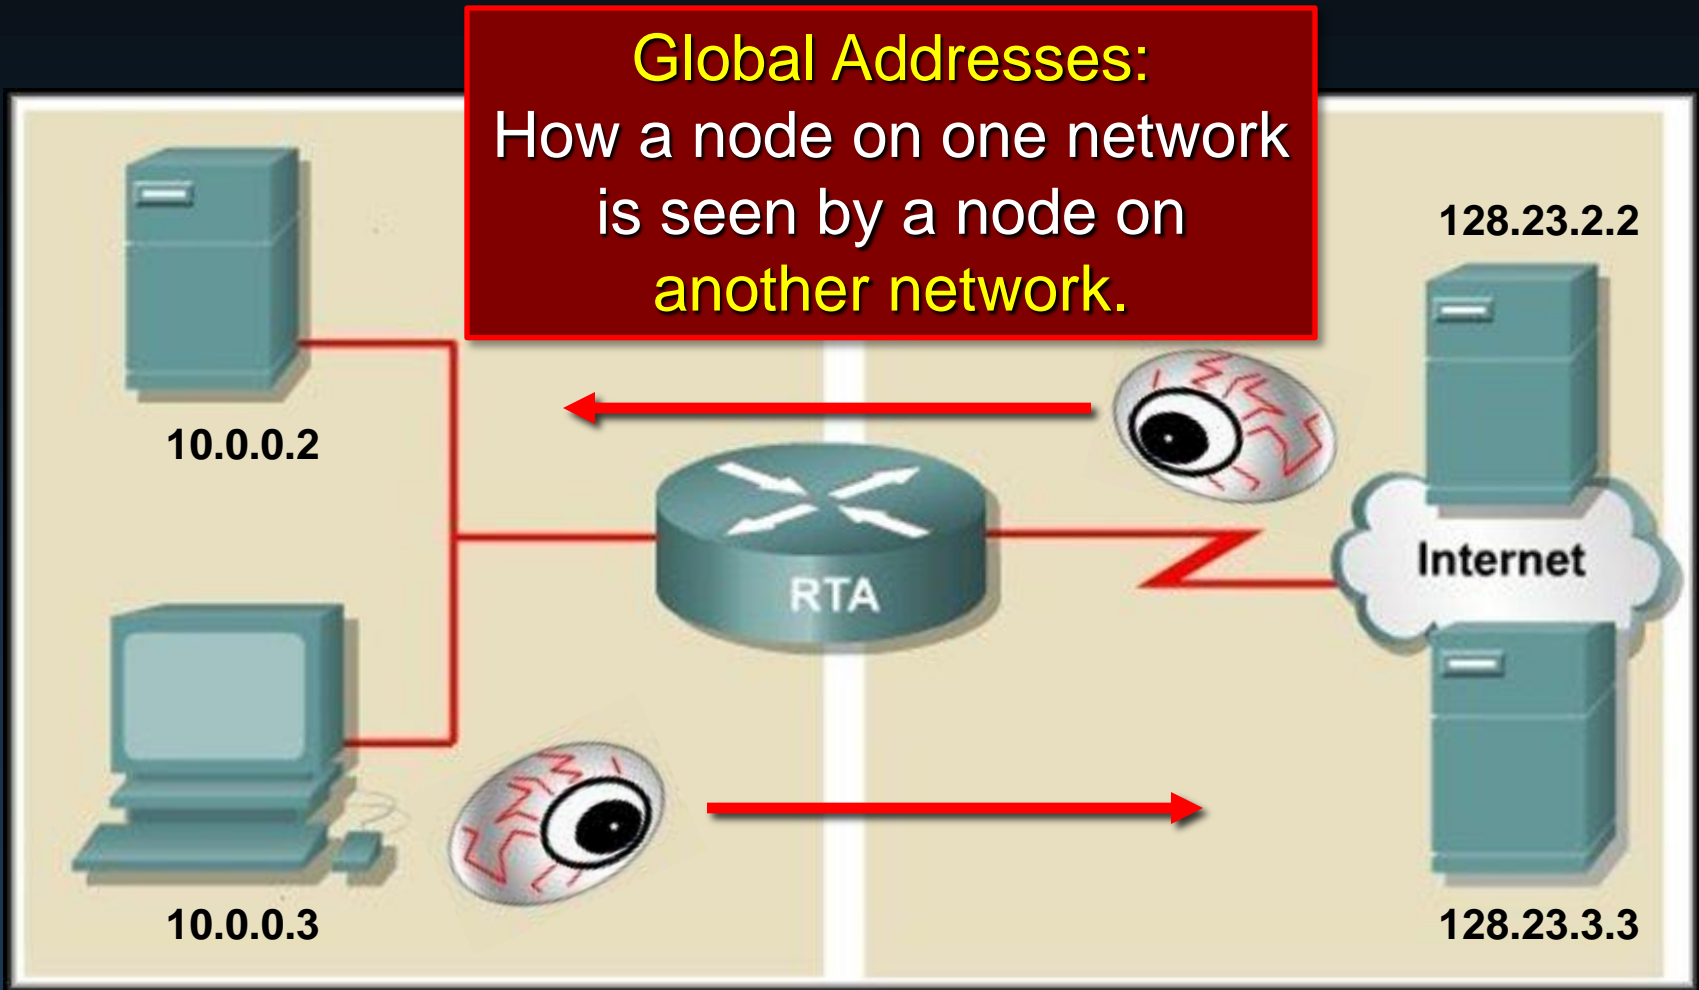 Global Addresses:
How a node on one network
is seen by a node on
another network.
128.23.2.2
10.0.0.2
Internet
RTA
10.0.0.3
128.23.3.3